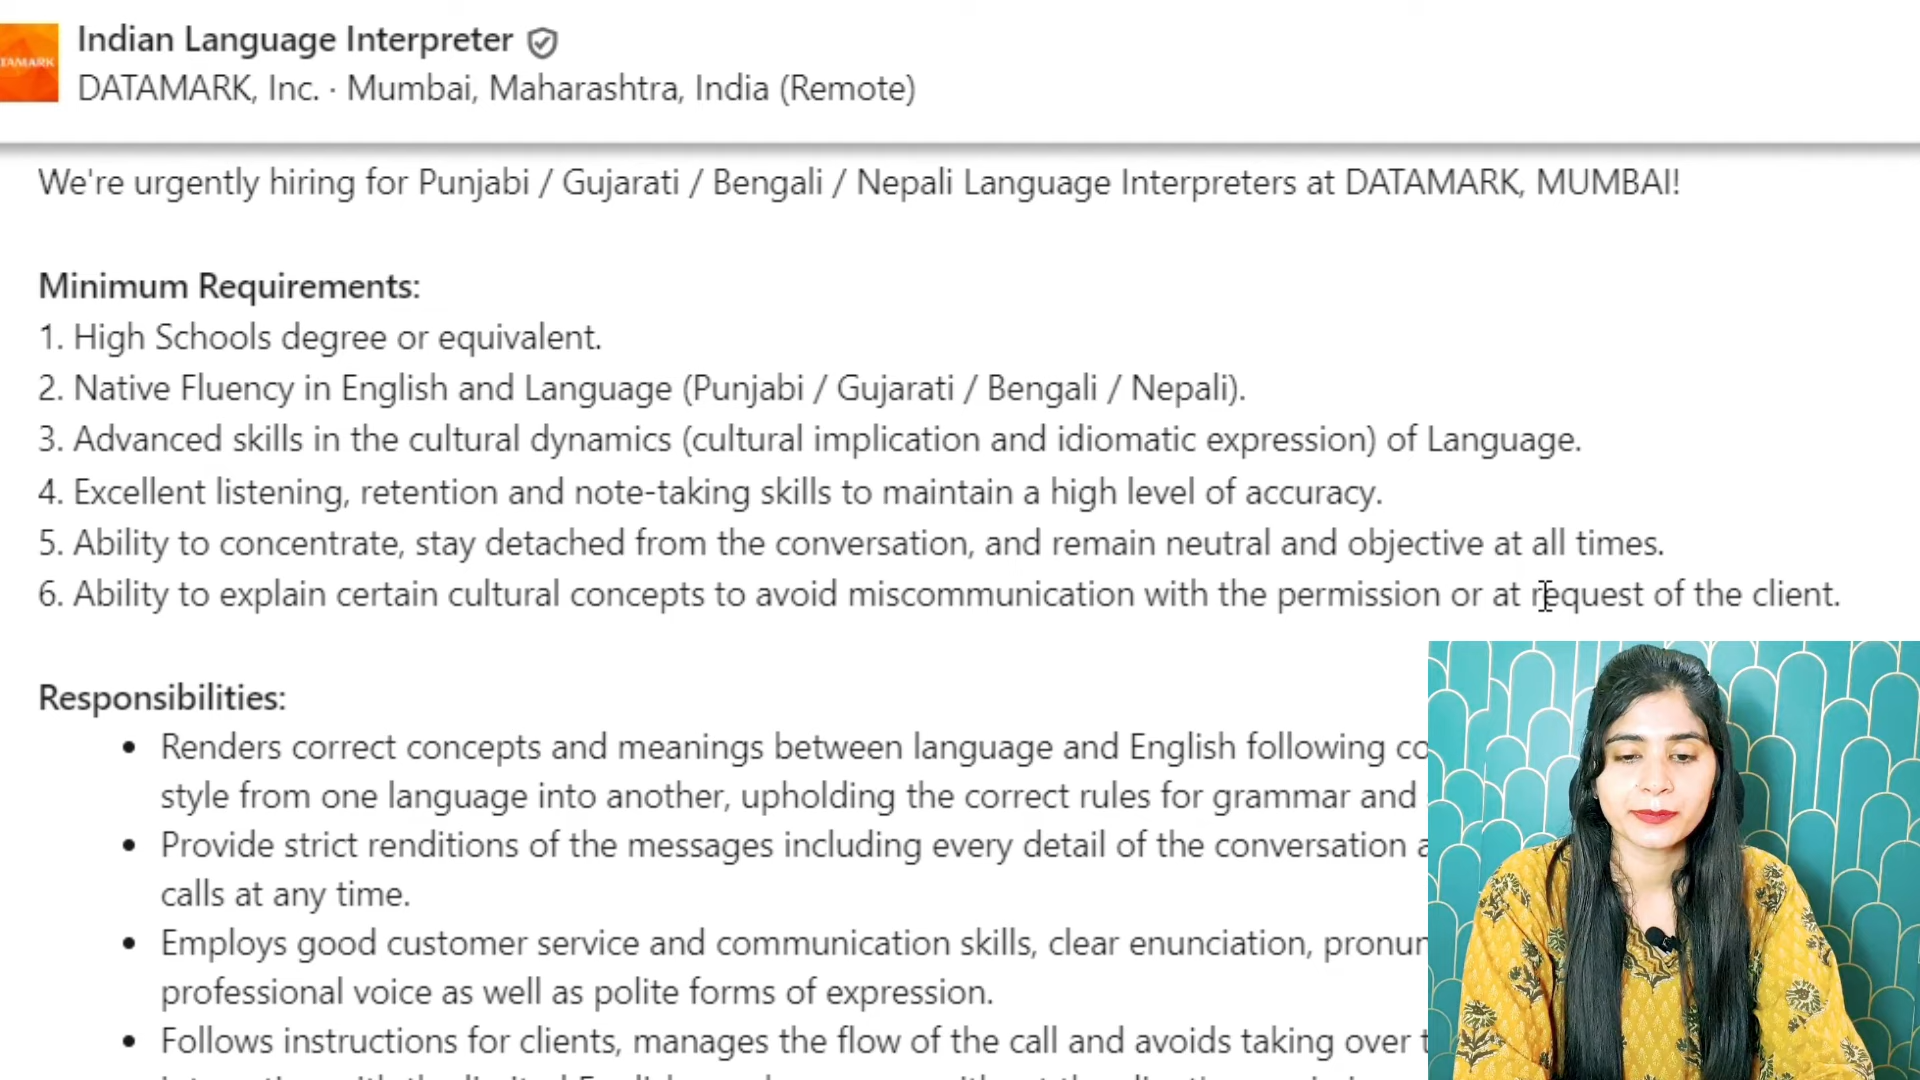 TAMARK
Indian Language Interpreter
DATAMARK, Inc. · Mumbai, Maharashtra, India (Remote)
We're urgently hiring for Punjabi / Gujarati / Bengali / Nepali Language Interpreters at DATAMARK, MUMBAI!
Minimum Requirements:
1. High Schools degree or equivalent.
2. Native Fluency in English and Language (Punjabi / Gujarati / Bengali / Nepali).
3. Advanced skills in the cultural dynamics (cultural implication and idiomatic expression) of Language.
4. Excellent listening, retention and note-taking skills to maintain a high level of accuracy.
5. Ability to concentrate, stay detached from the conversation, and remain neutral and objective at all times.
6. Ability to explain certain cultural concepts to avoid miscommunication with the permission or at request of the client.
Responsibilities:
• Renders correct concepts and meanings between language and English following co
style from one language into another, upholding the correct rules for grammar and
• Provide strict renditions of the messages including every detail of the conversation a
calls at any time.
• Employs good customer service and communication skills, clear enunciation, pronun
professional voice as well as polite forms of expression.
• Follows instructions for clients, manages the flow of the call and avoids taking over t